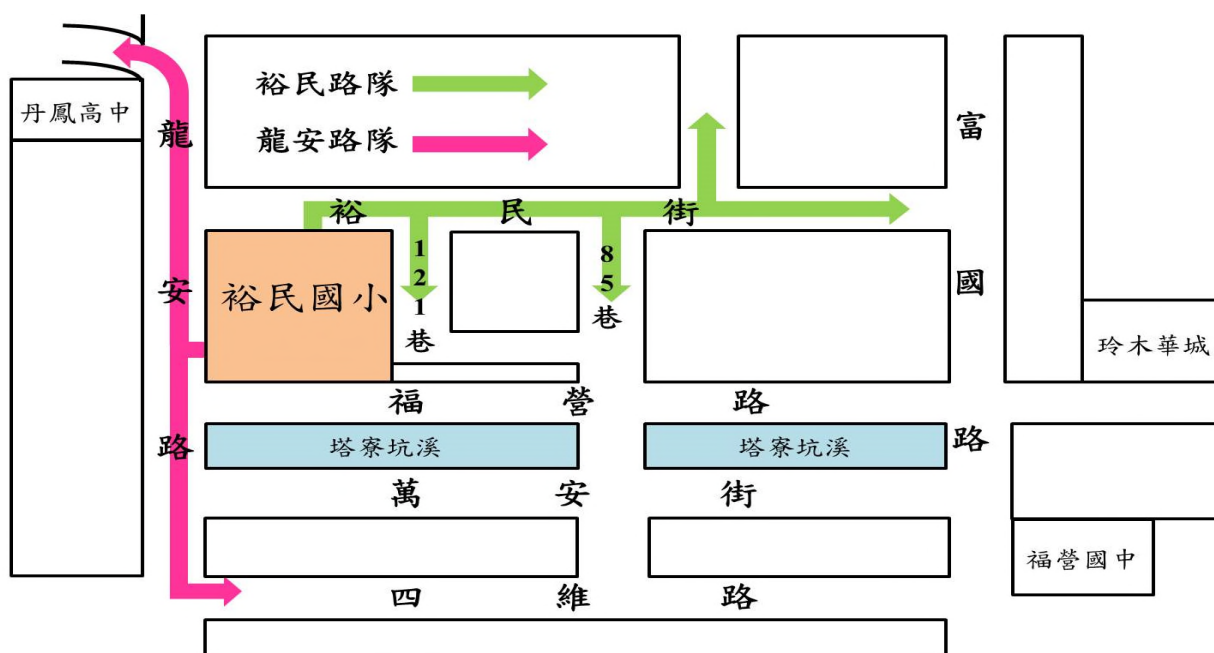 裕民路隊
龍安路隊
丹鳳高中
龍安路
富國路
裕民街
裕民國小
121巷
85巷
玲木華城
福營路
塔寮坑溪
塔寮坑溪
萬安街
福營國中
四維路